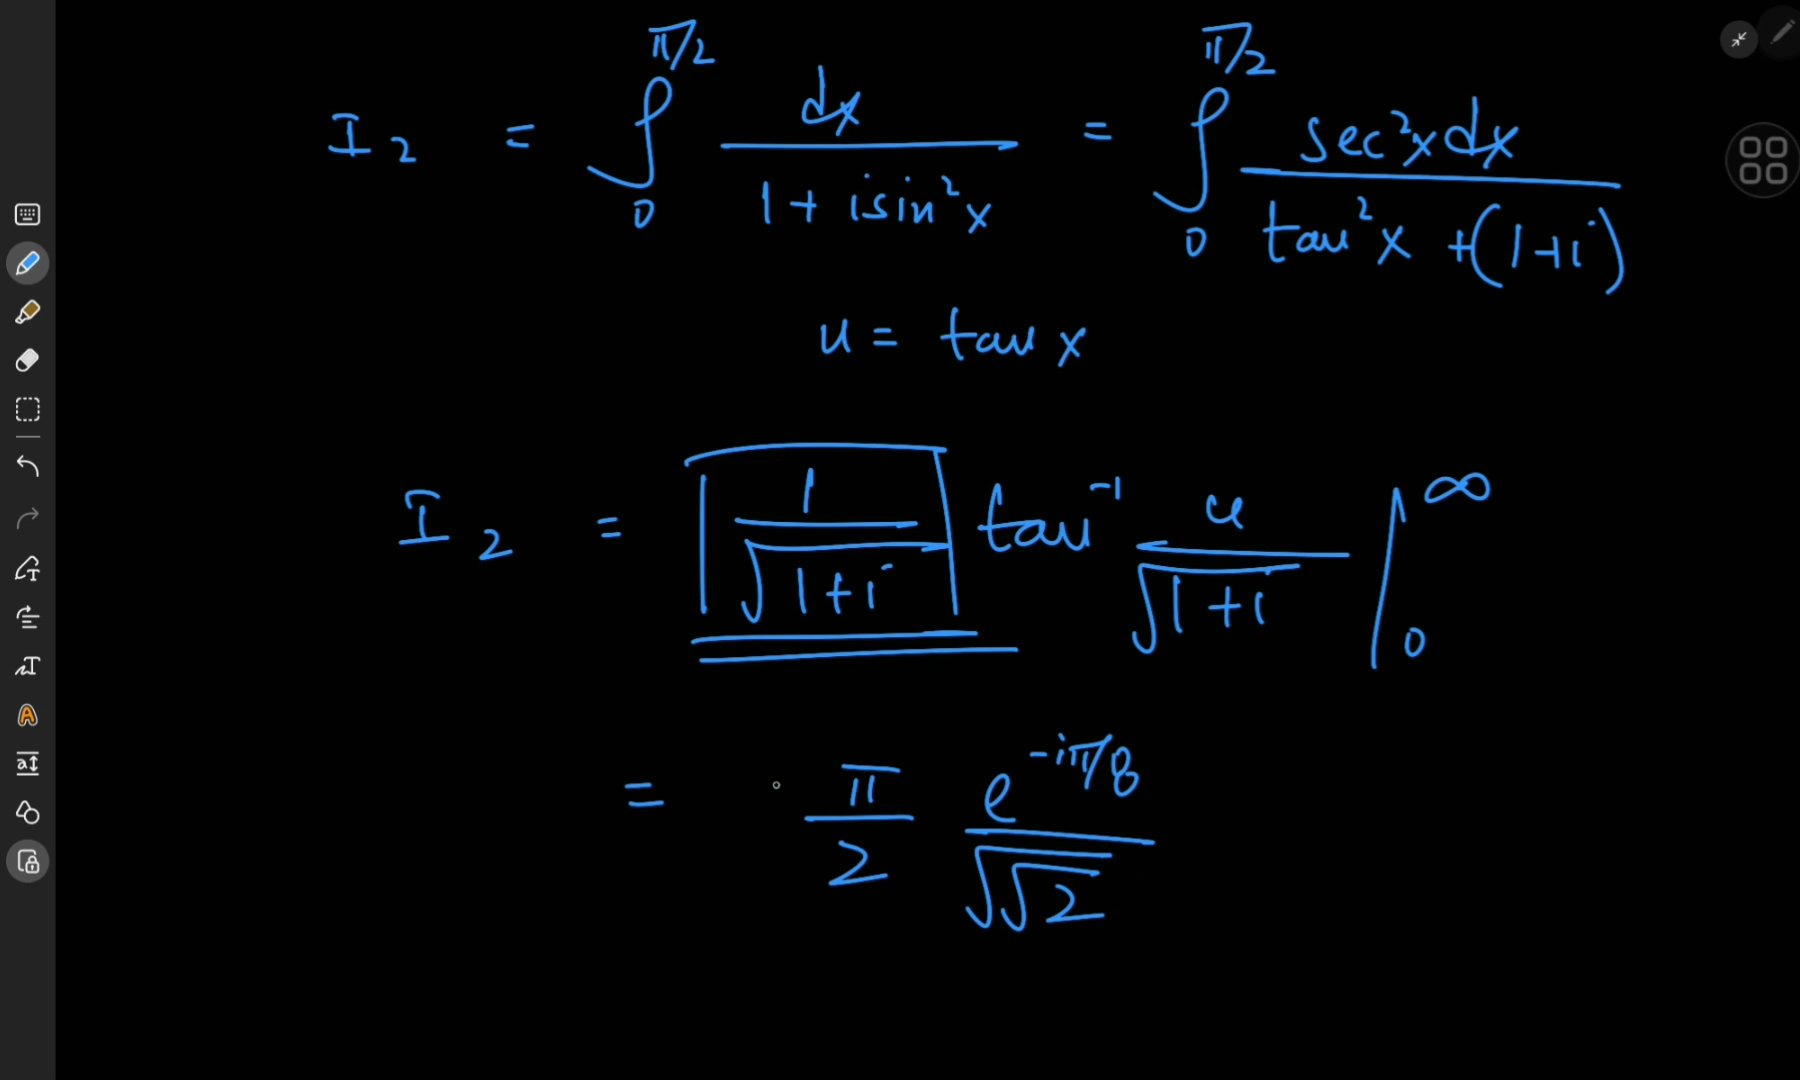 I₂ = ∫₀^{π/2} dx / (1 + i sin²x) = ∫₀^{π/2} sec²x dx / (tan²x + (1+i))
u = tan x
I₂ = 1/√(1+i) tan⁻¹ u/√(1+i) |₀^∞
= π/2 e^{-iπ/8} / √√2